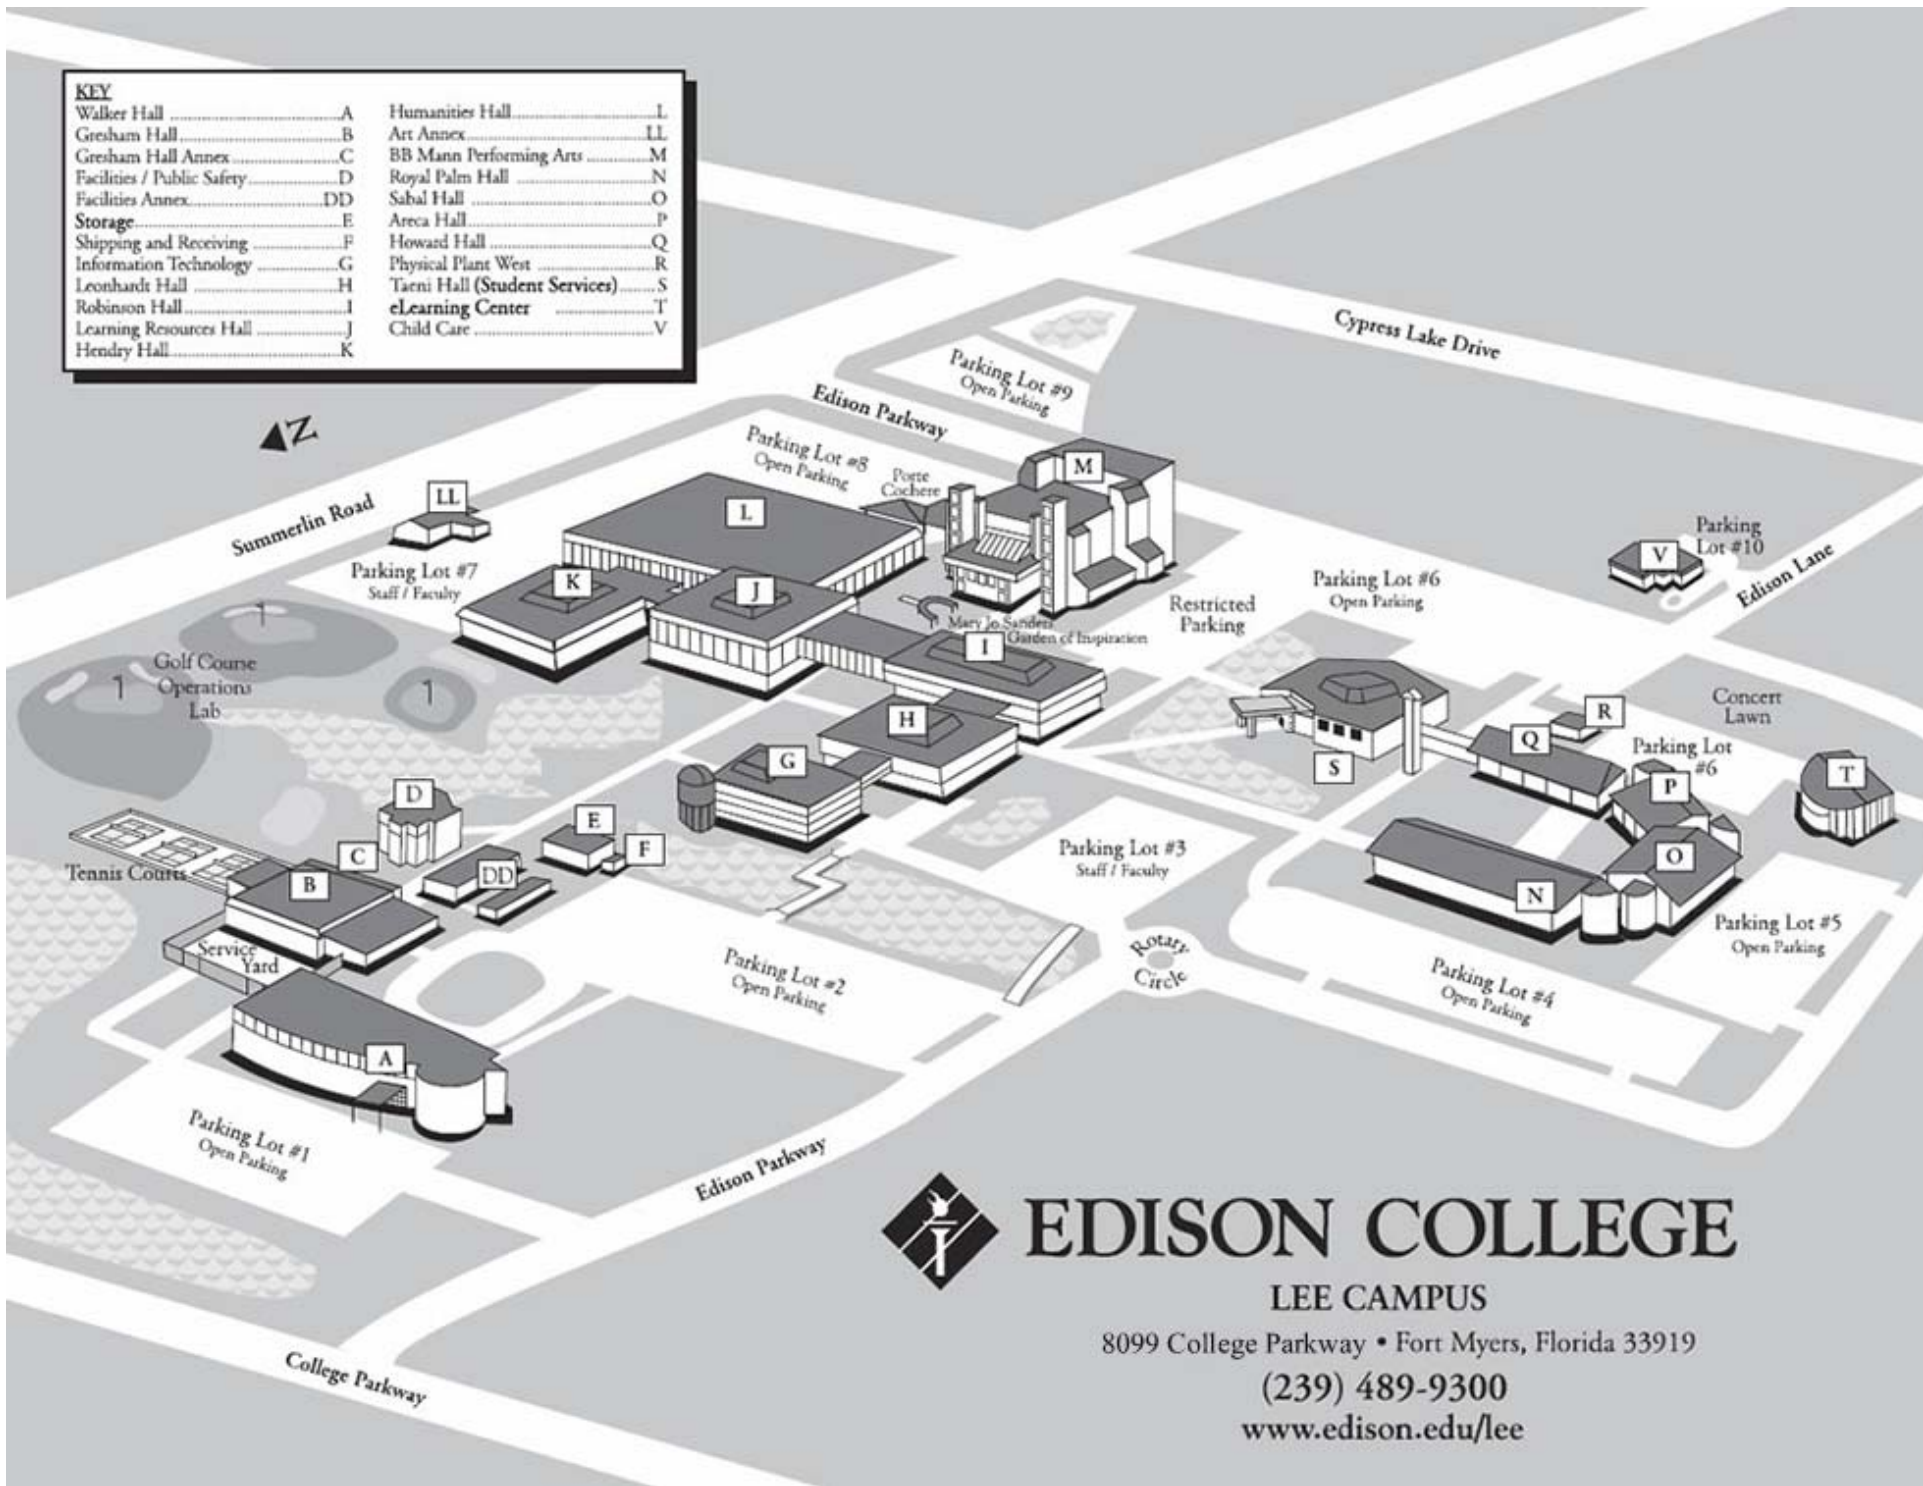 KEY
Walker Hall ........ A
Gresham Hall ........ B
Gresham Hall Annex ........ C
Facilities / Public Safety ........ D
Facilities Annex ........ DD
Storage ........ E
Shipping and Receiving ........ F
Information Technology ........ G
Leonhardt Hall ........ H
Robinson Hall ........ I
Learning Resources Hall ........ J
Hendry Hall ........ K
Humanities Hall ........ L
Art Annex ........ LL
BB Mann Performing Arts ........ M
Royal Palm Hall ........ N
Sabal Hall ........ O
Areca Hall ........ P
Howard Hall ........ Q
Physical Plant West ........ R
Taeni Hall (Student Services) ........ S
eLearning Center ........ T
Child Care ........ V
N
Cypress Lake Drive
Parking Lot #9
Open Parking
Edison Parkway
Parking Lot #8
Open Parking
Porte
Cochere
M
LL
L
Summerlin Road
Parking Lot #7
Staff / Faculty
K
J
Mary Jo Sanders
Garden of Inspiration
I
Restricted
Parking
Parking Lot #6
Open Parking
V
Parking
Lot #10
Edison Lane
Golf Course
Operations
Lab
1
1
1
H
G
S
Q
R
Concert
Lawn
Parking Lot
#6
P
T
D
C
E
F
DD
B
Tennis Courts
Service
Yard
Parking Lot #3
Staff / Faculty
O
N
Parking Lot #5
Open Parking
Rotary
Circle
Parking Lot #2
Open Parking
Parking Lot #4
Open Parking
A
Parking Lot #1
Open Parking
Edison Parkway
College Parkway
EDISON COLLEGE
LEE CAMPUS
8099 College Parkway • Fort Myers, Florida 33919
(239) 489-9300
www.edison.edu/lee